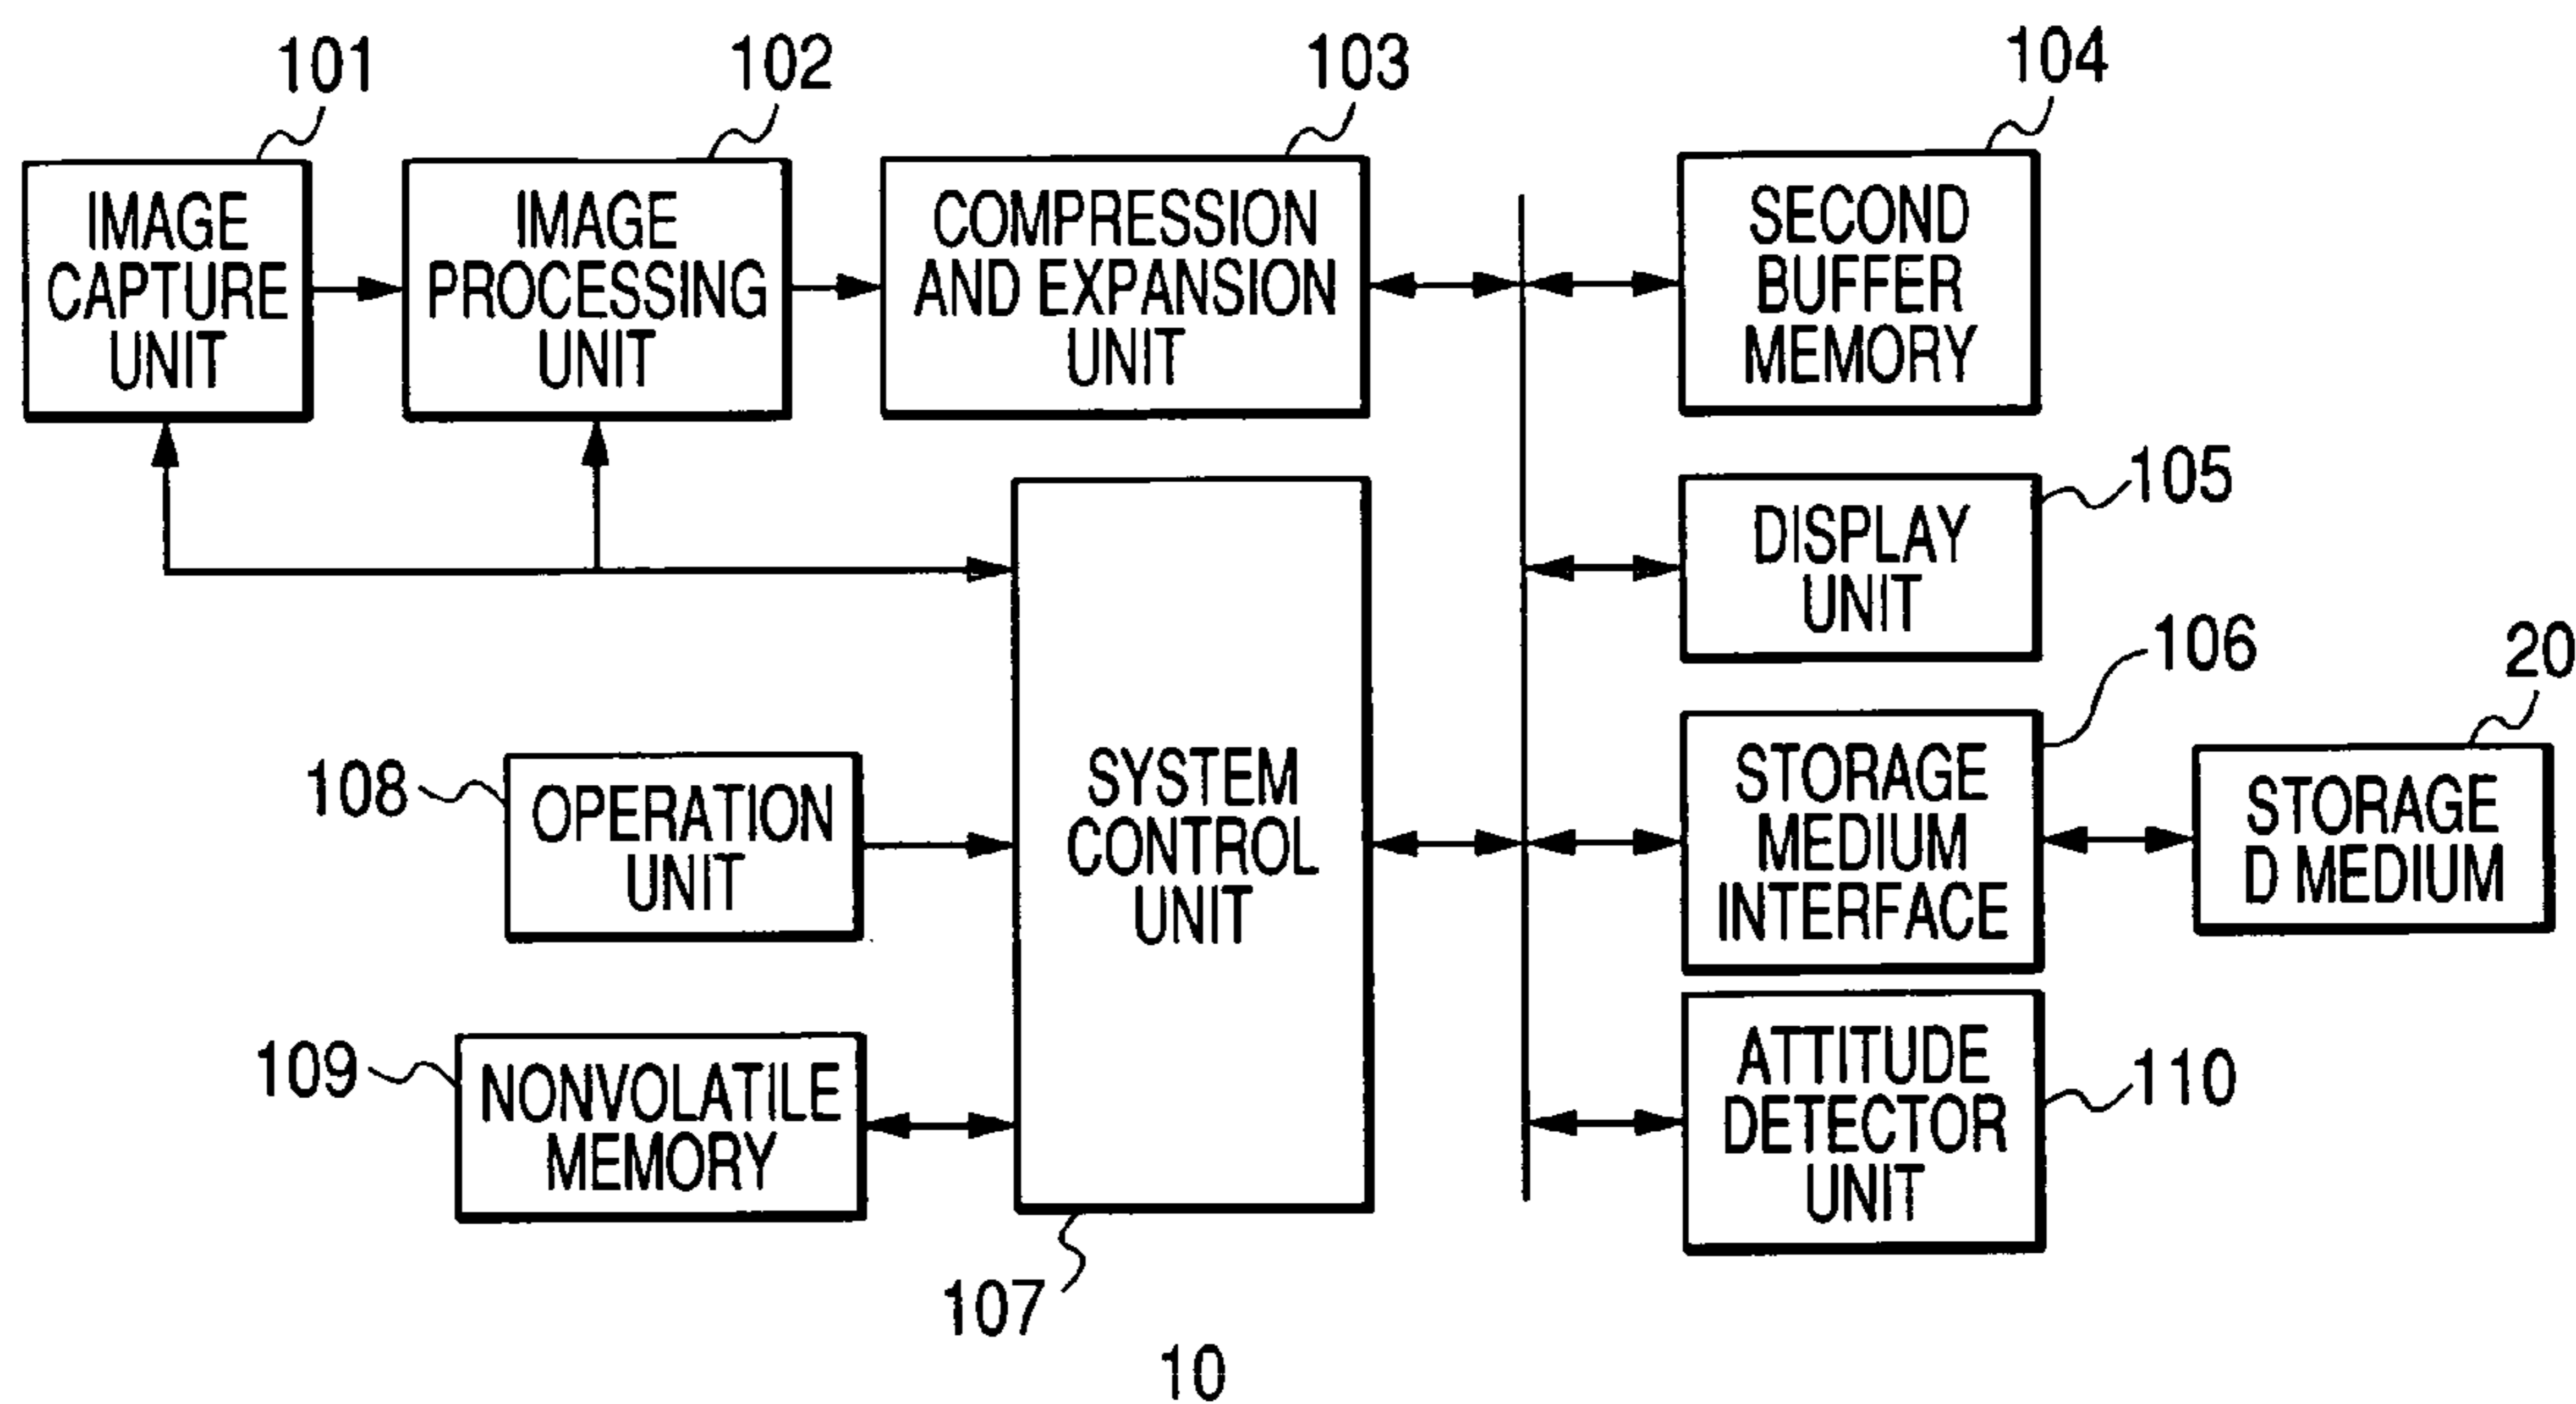 101
102
103
104
IMAGE
CAPTURE
UNIT
IMAGE
PROCESSING
UNIT
COMPRESSION
AND EXPANSION
UNIT
SECOND
BUFFER
MEMORY
105
DISPLAY
UNIT
106
20
108
OPERATION
UNIT
SYSTEM
CONTROL
UNIT
STORAGE
MEDIUM
INTERFACE
STORAGE
D MEDIUM
109
NONVOLATILE
MEMORY
ATTITUDE
DETECTOR
UNIT
110
107
10